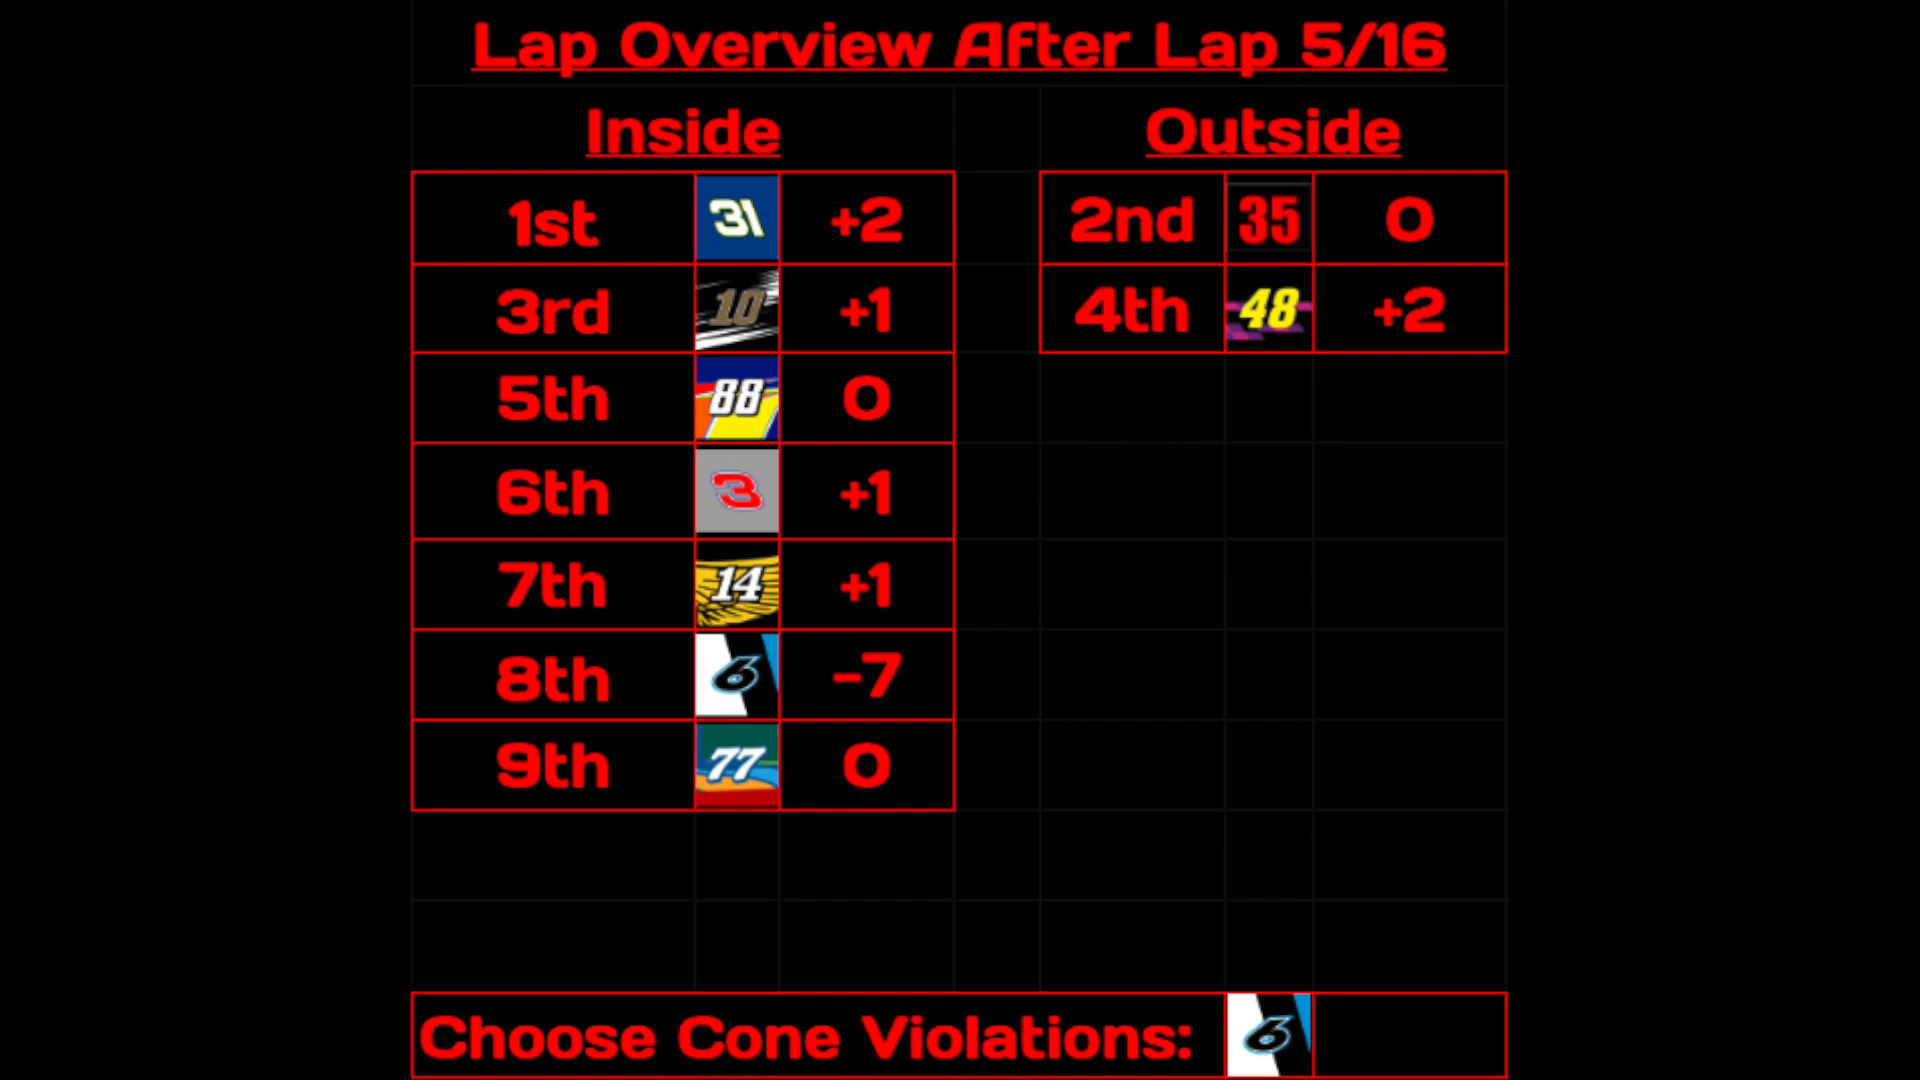 Lap Overview After Lap 5/16
Inside Outside
1st 31 +2 2nd 35 0
3rd 10 +1 4th 48 +2
5th 88 0
6th 3 +1
7th 14 +1
8th 6 -7
9th 77 0
Choose Cone Violations: 6